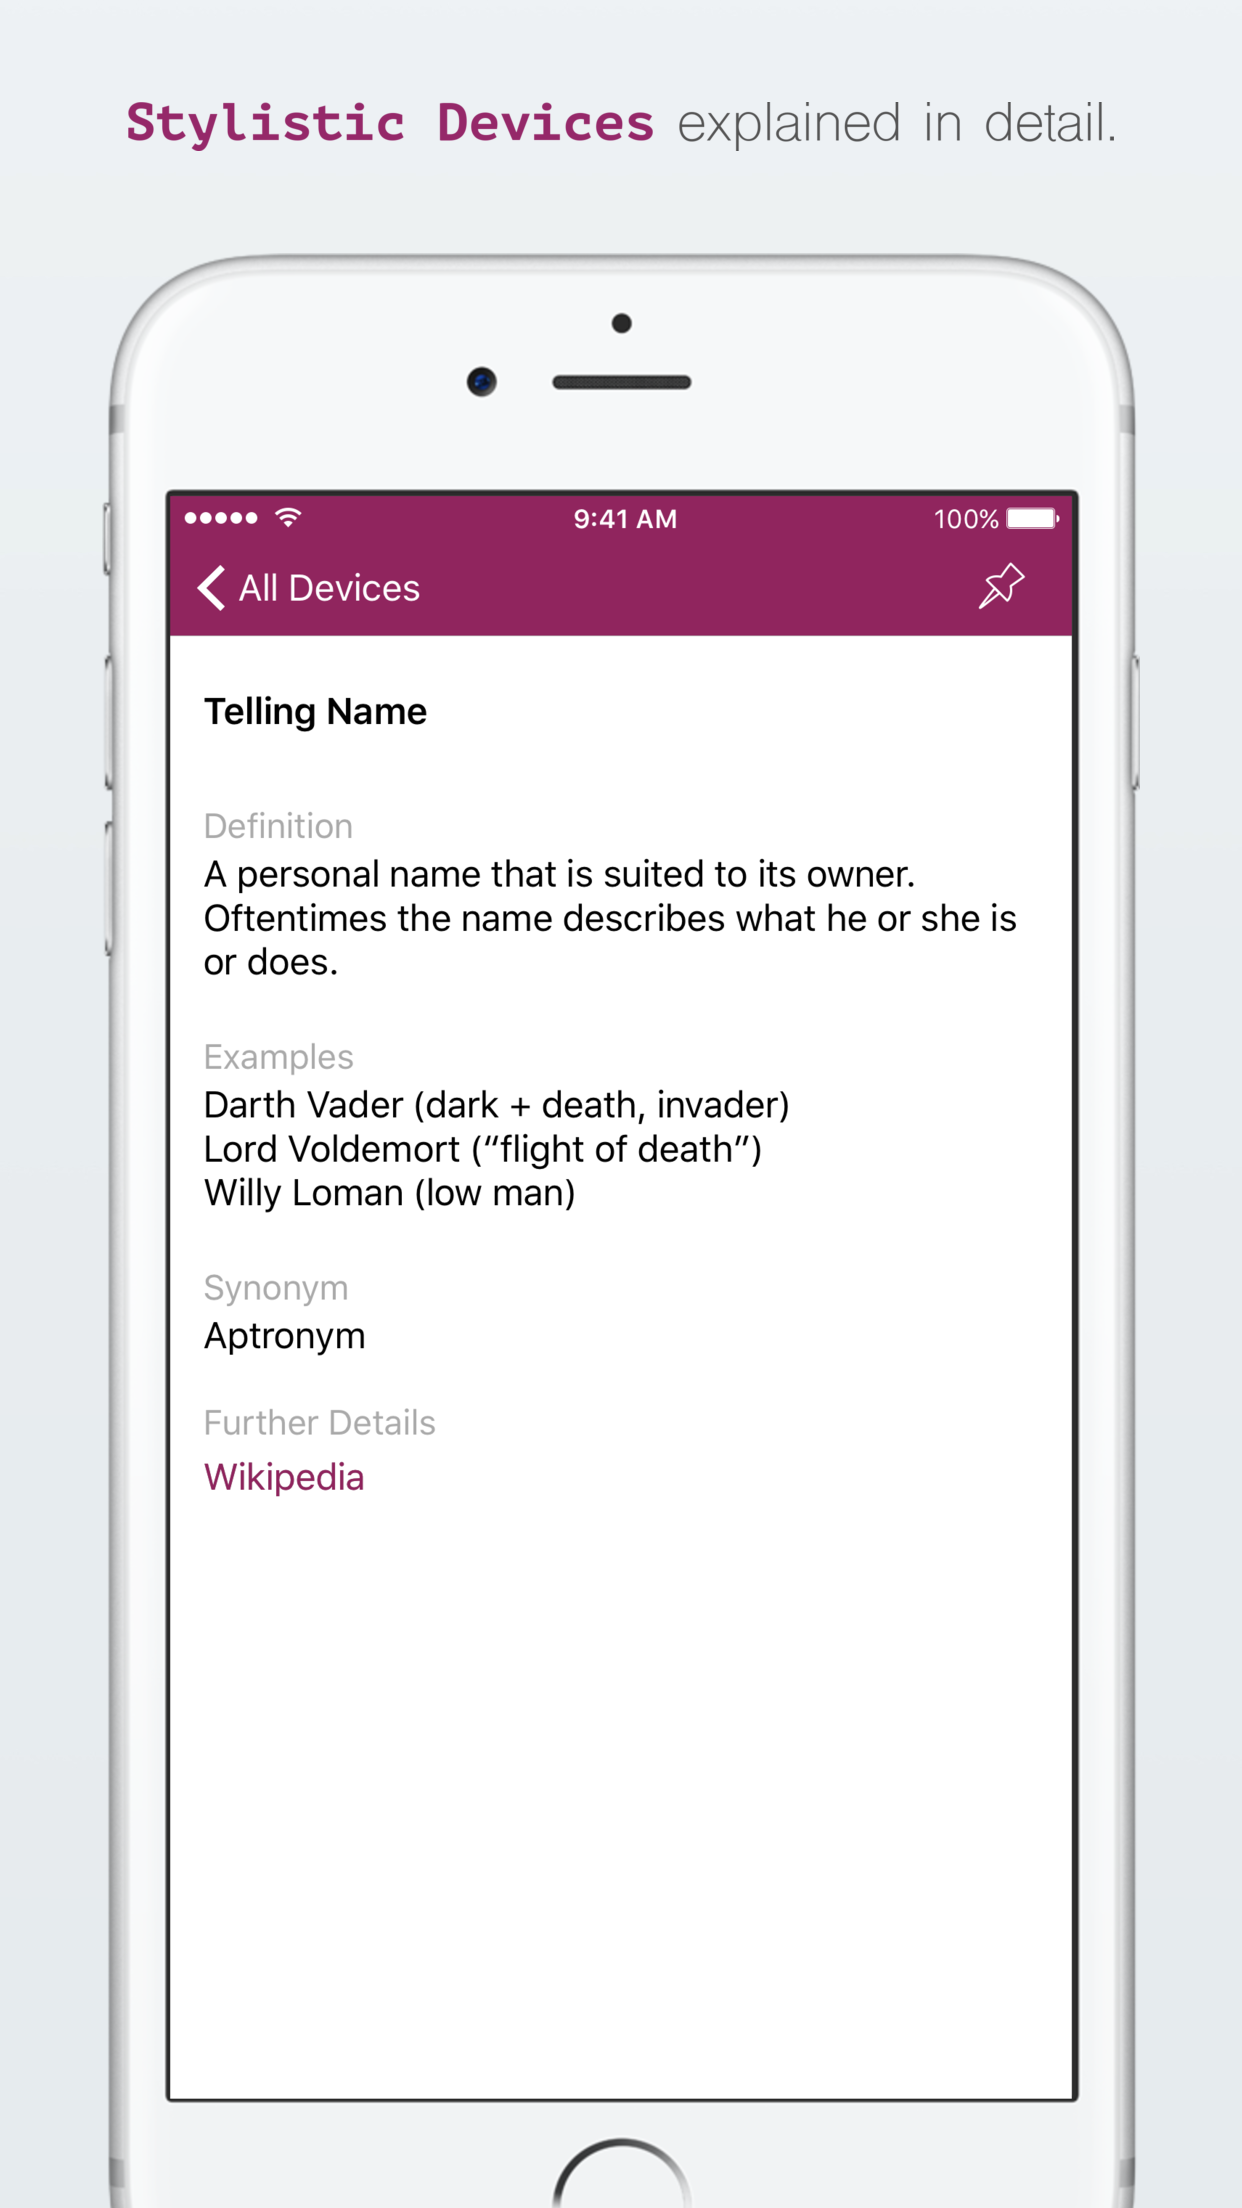 Stylistic Devices explained in detail.
9:41 AM
100%
All Devices
Telling Name
Definition
A personal name that is suited to its owner.
Oftentimes the name describes what he or she is
or does.
Examples
Darth Vader (dark + death, invader)
Lord Voldemort (“flight of death”)
Willy Loman (low man)
Synonym
Aptronym
Further Details
Wikipedia